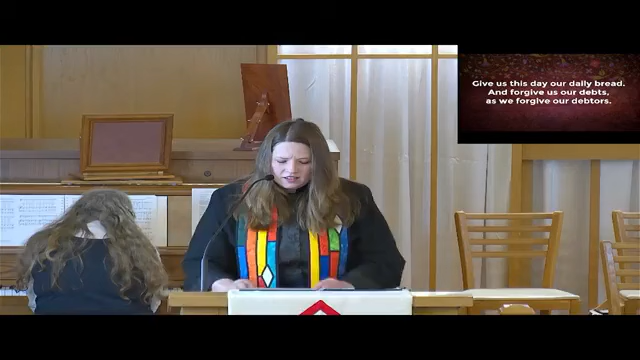 Give us this day our daily bread.
And forgive us our debts,
as we forgive our debtors.